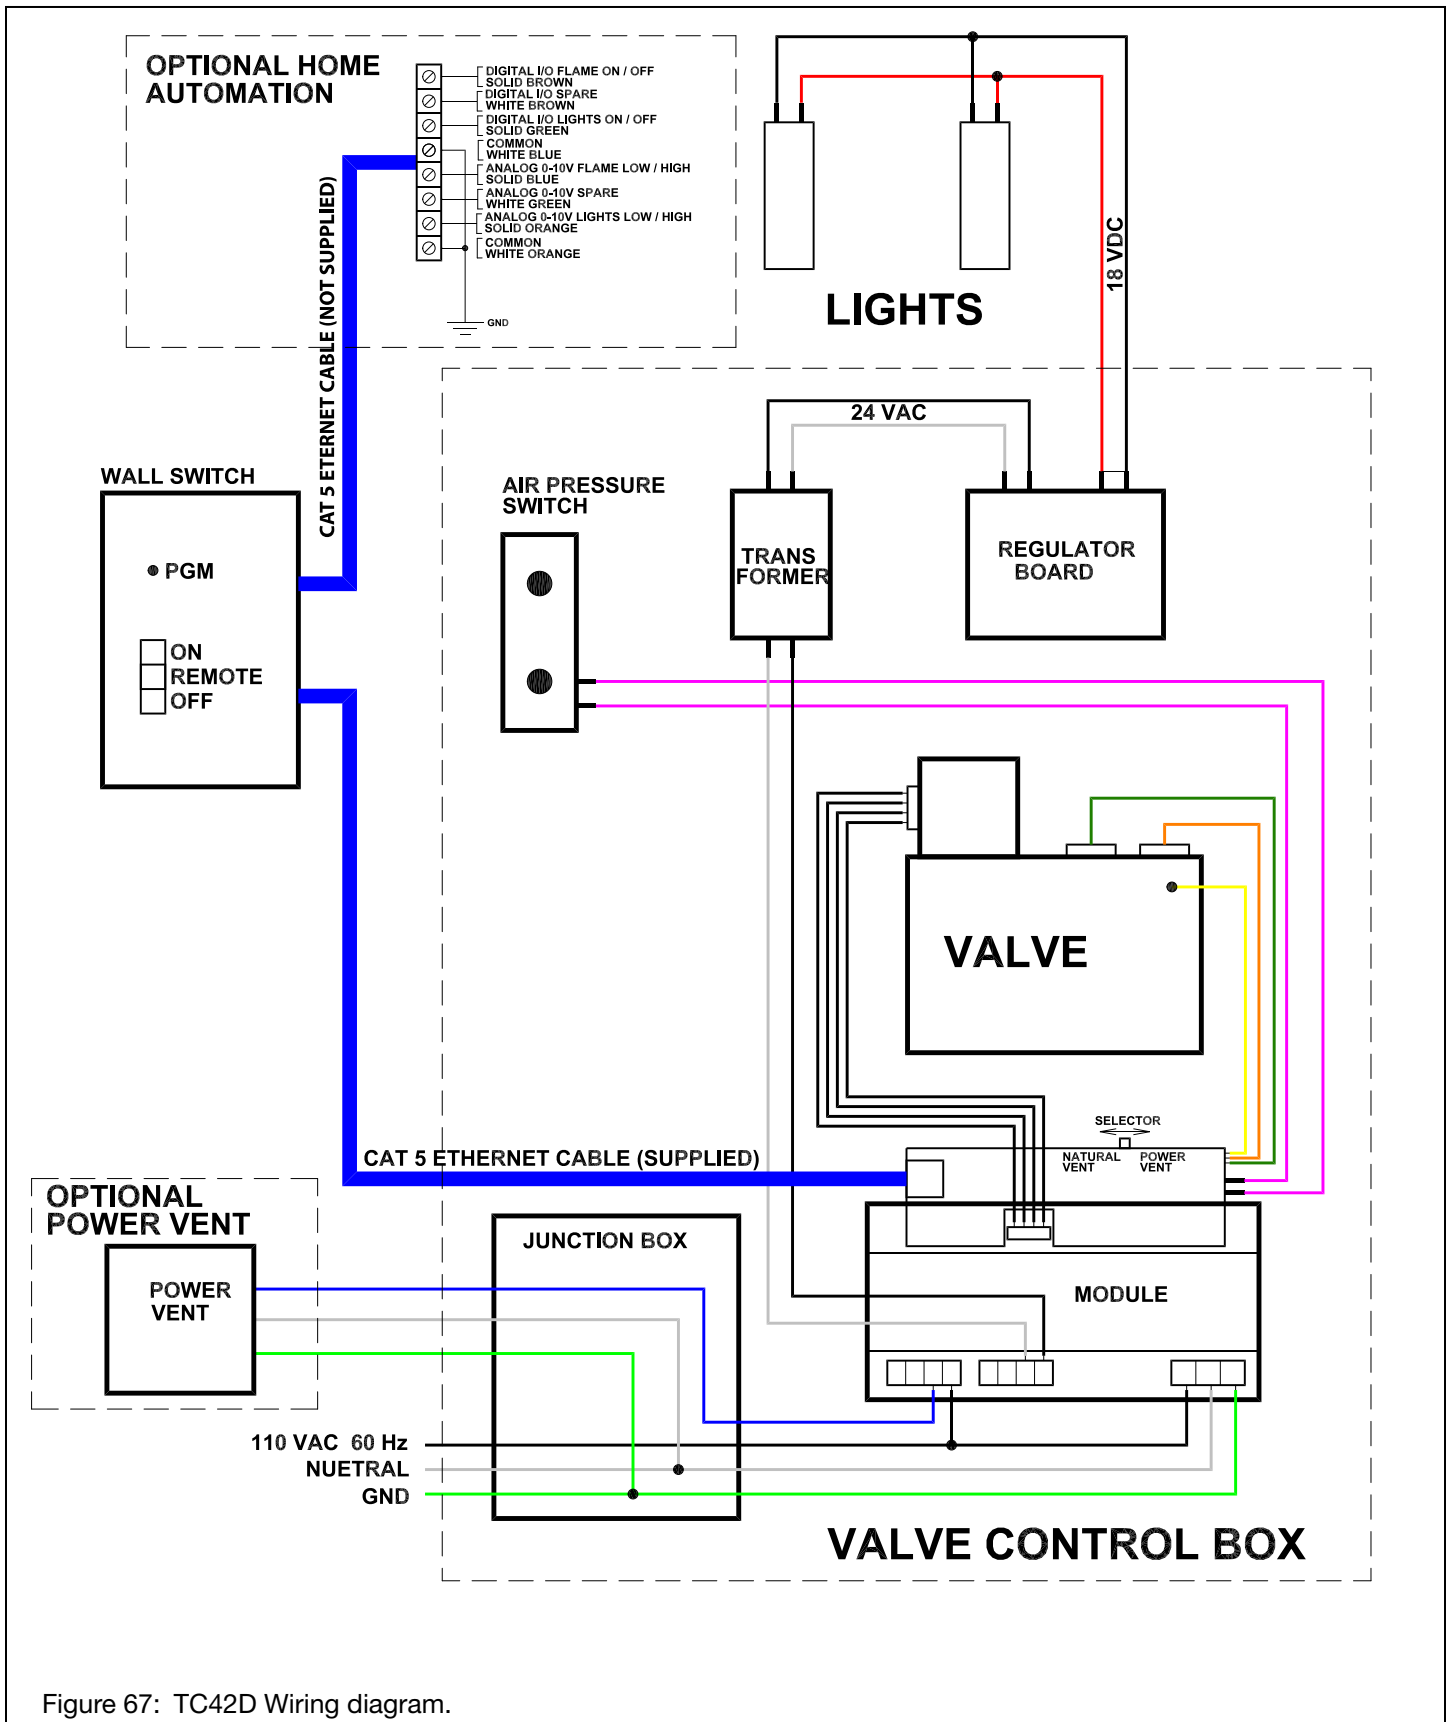 OPTIONAL HOME
AUTOMATION
DIGITAL I/O FLAME ON / OFF
SOLID BROWN
DIGITAL I/O SPARE
WHITE BROWN
DIGITAL I/O LIGHTS ON / OFF
SOLID GREEN
COMMON
WHITE BLUE
ANALOG 0-10V FLAME LOW / HIGH
SOLID BLUE
ANALOG 0-10V SPARE
WHITE GREEN
ANALOG 0-10V LIGHTS LOW / HIGH
SOLID ORANGE
COMMON
WHITE ORANGE
GND
CAT 5 ETERNET CABLE (NOT SUPPLIED)
LIGHTS
18 VDC
24 VAC
WALL SWITCH
PGM
ON
REMOTE
OFF
AIR PRESSURE
SWITCH
TRANS
FORMER
REGULATOR
BOARD
VALVE
SELECTOR
NATURAL
VENT
POWER
VENT
CAT 5 ETHERNET CABLE (SUPPLIED)
OPTIONAL
POWER VENT
POWER
VENT
JUNCTION BOX
MODULE
110 VAC 60 Hz
NUETRAL
GND
VALVE CONTROL BOX
Figure 67: TC42D Wiring diagram.